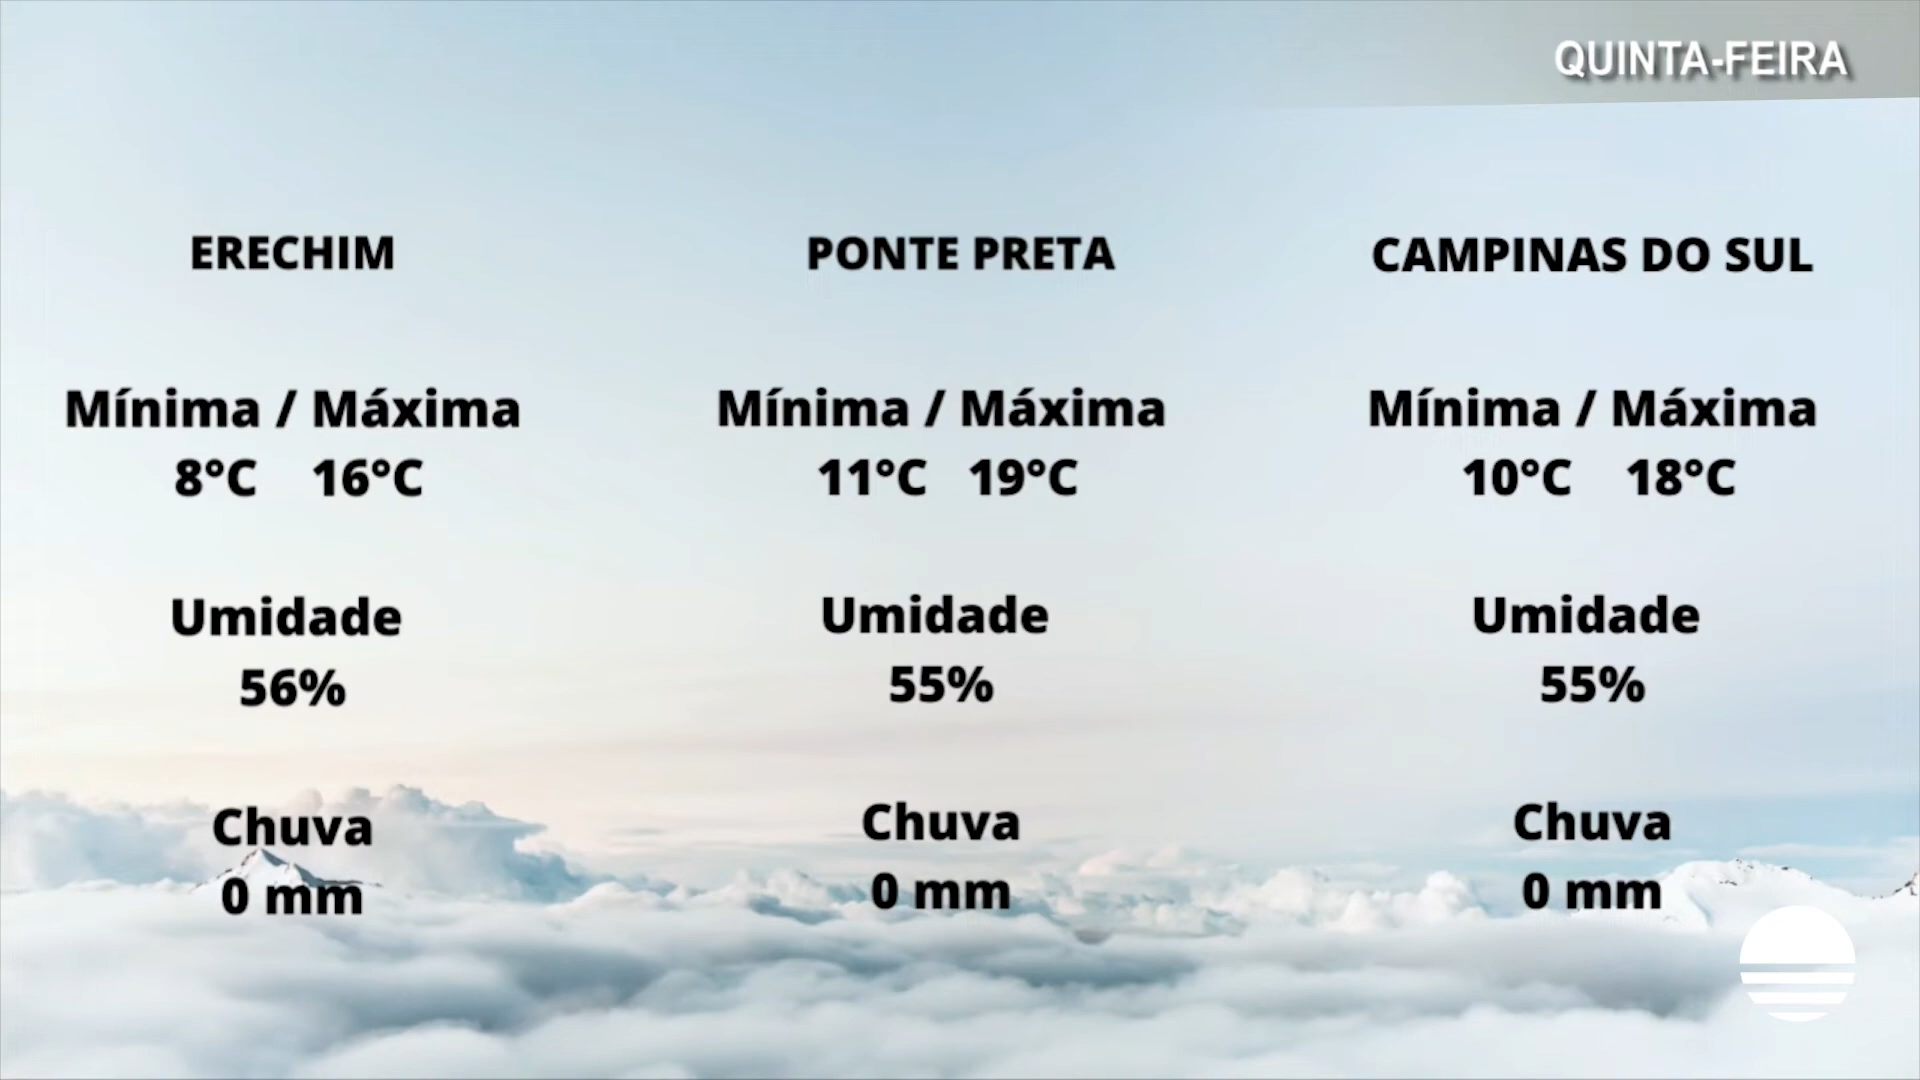 QUINTA-FEIRA
ERECHIM
Mínima / Máxima
8°C 16°C
Umidade
56%
Chuva
0 mm
PONTE PRETA
Mínima / Máxima
11°C 19°C
Umidade
55%
Chuva
0 mm
CAMPINAS DO SUL
Mínima / Máxima
10°C 18°C
Umidade
55%
Chuva
0 mm